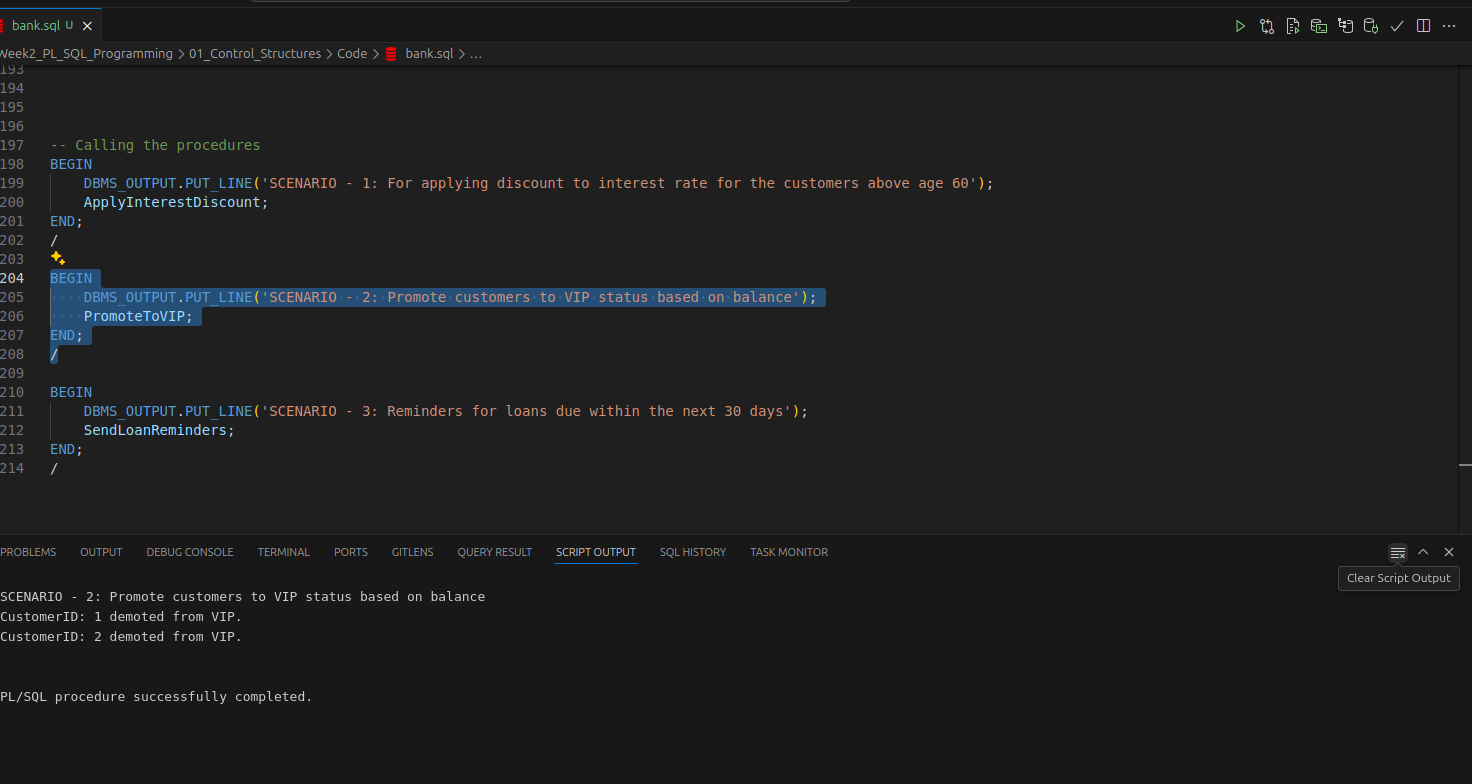 bank.sql U
Week2_PL_SQL_Programming > 01_Control_Structures > Code > bank.sql > ...
193
194
195
196
197 -- Calling the procedures
198 BEGIN
199     DBMS_OUTPUT.PUT_LINE('SCENARIO - 1: For applying discount to interest rate for the customers above age 60');
200     ApplyInterestDiscount;
201 END;
202 /
203
204 BEGIN
205 ····DBMS_OUTPUT.PUT_LINE('SCENARIO·-·2:·Promote·customers·to·VIP·status·based·on·balance');
206 ····PromoteToVIP;
207 END;
208 /
209
210 BEGIN
211     DBMS_OUTPUT.PUT_LINE('SCENARIO - 3: Reminders for loans due within the next 30 days');
212     SendLoanReminders;
213 END;
214 /
PROBLEMS OUTPUT DEBUG CONSOLE TERMINAL PORTS GITLENS QUERY RESULT SCRIPT OUTPUT SQL HISTORY TASK MONITOR
Clear Script Output
SCENARIO - 2: Promote customers to VIP status based on balance
CustomerID: 1 demoted from VIP.
CustomerID: 2 demoted from VIP.
PL/SQL procedure successfully completed.